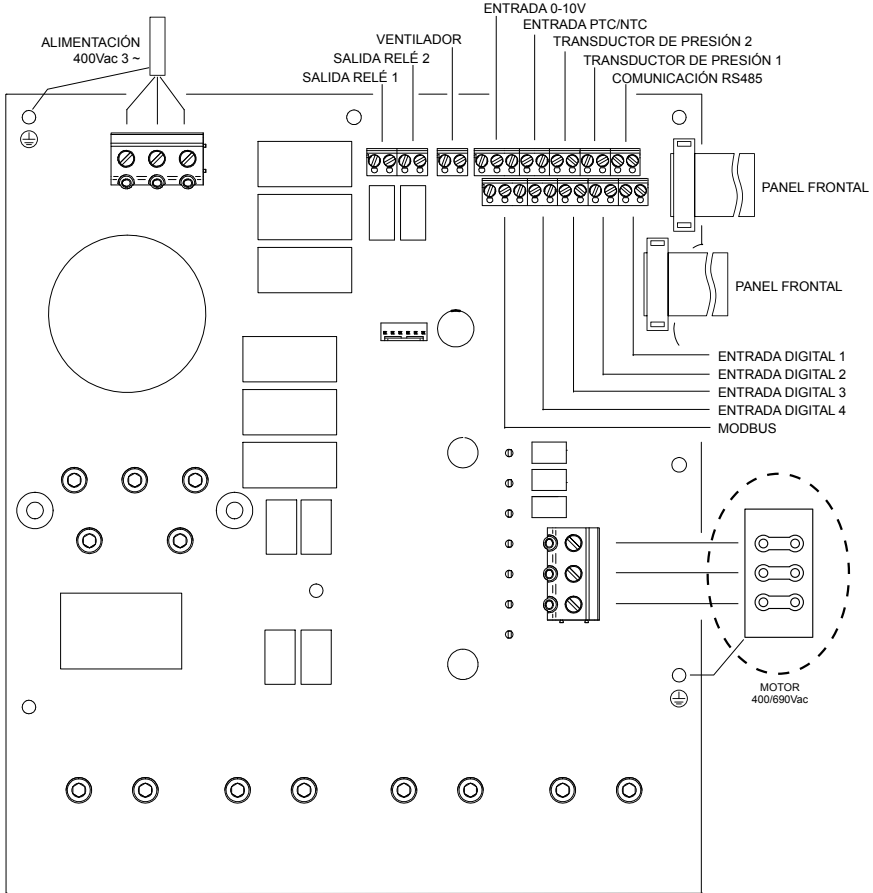 ENTRADA 0-10V
ENTRADA PTC/NTC
ALIMENTACIÓN
400Vac 3 ~
VENTILADOR
TRANSDUCTOR DE PRESIÓN 2
SALIDA RELÉ 2
TRANSDUCTOR DE PRESIÓN 1
SALIDA RELÉ 1
COMUNICACIÓN RS485
PANEL FRONTAL
PANEL FRONTAL
ENTRADA DIGITAL 1
ENTRADA DIGITAL 2
ENTRADA DIGITAL 3
ENTRADA DIGITAL 4
MODBUS
MOTOR
400/690Vac